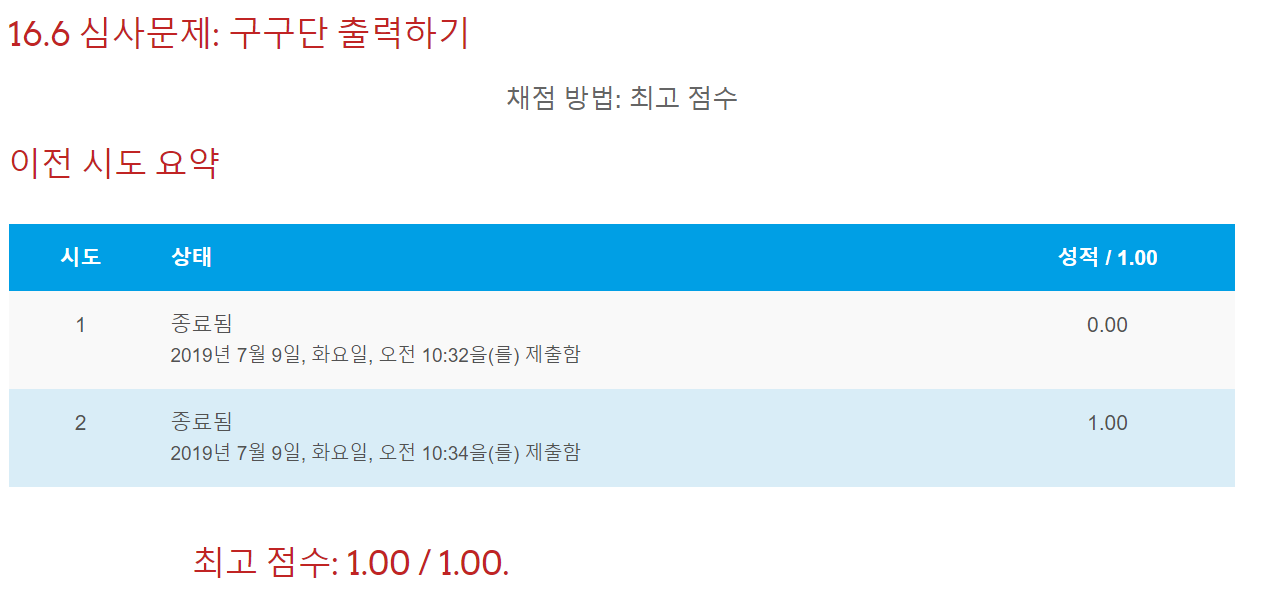 16.6 심사문제: 구구단 출력하기
채점 방법: 최고 점수
이전 시도 요약
시도 상태 성적 / 1.00
1 종료됨 0.00
2019년 7월 9일, 화요일, 오전 10:32을(를) 제출함
2 종료됨 1.00
2019년 7월 9일, 화요일, 오전 10:34을(를) 제출함
최고 점수: 1.00 / 1.00.